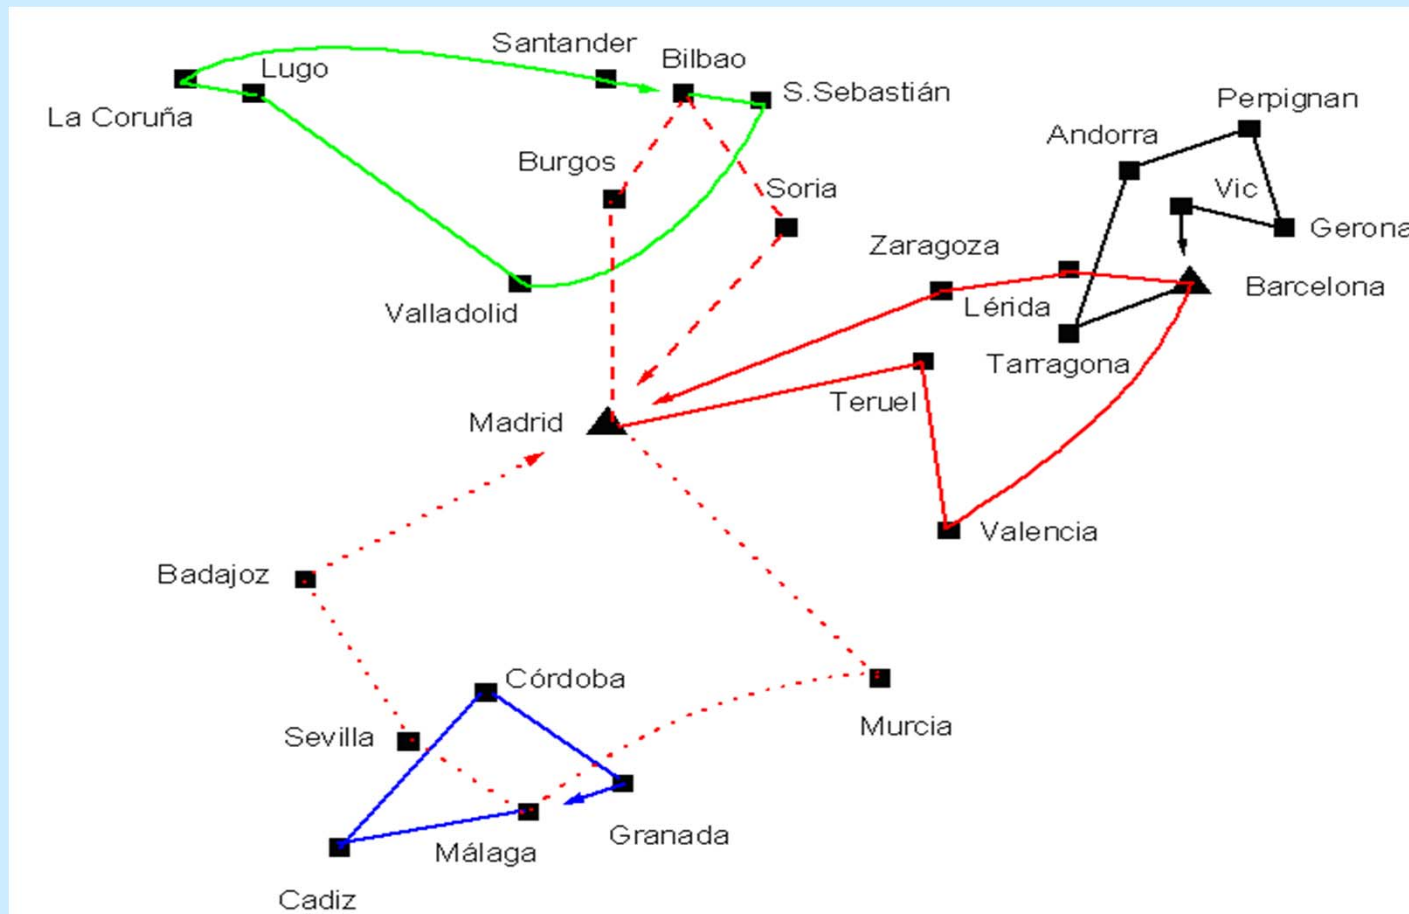 Santander
Bilbao
Lugo
S.Sebastián
La Coruña
Perpignan
Andorra
Burgos
Soria
Vic
Gerona
Zaragoza
Barcelona
Lérida
Valladolid
Tarragona
Teruel
Madrid
Valencia
Badajoz
Córdoba
Murcia
Sevilla
Granada
Málaga
Cadiz